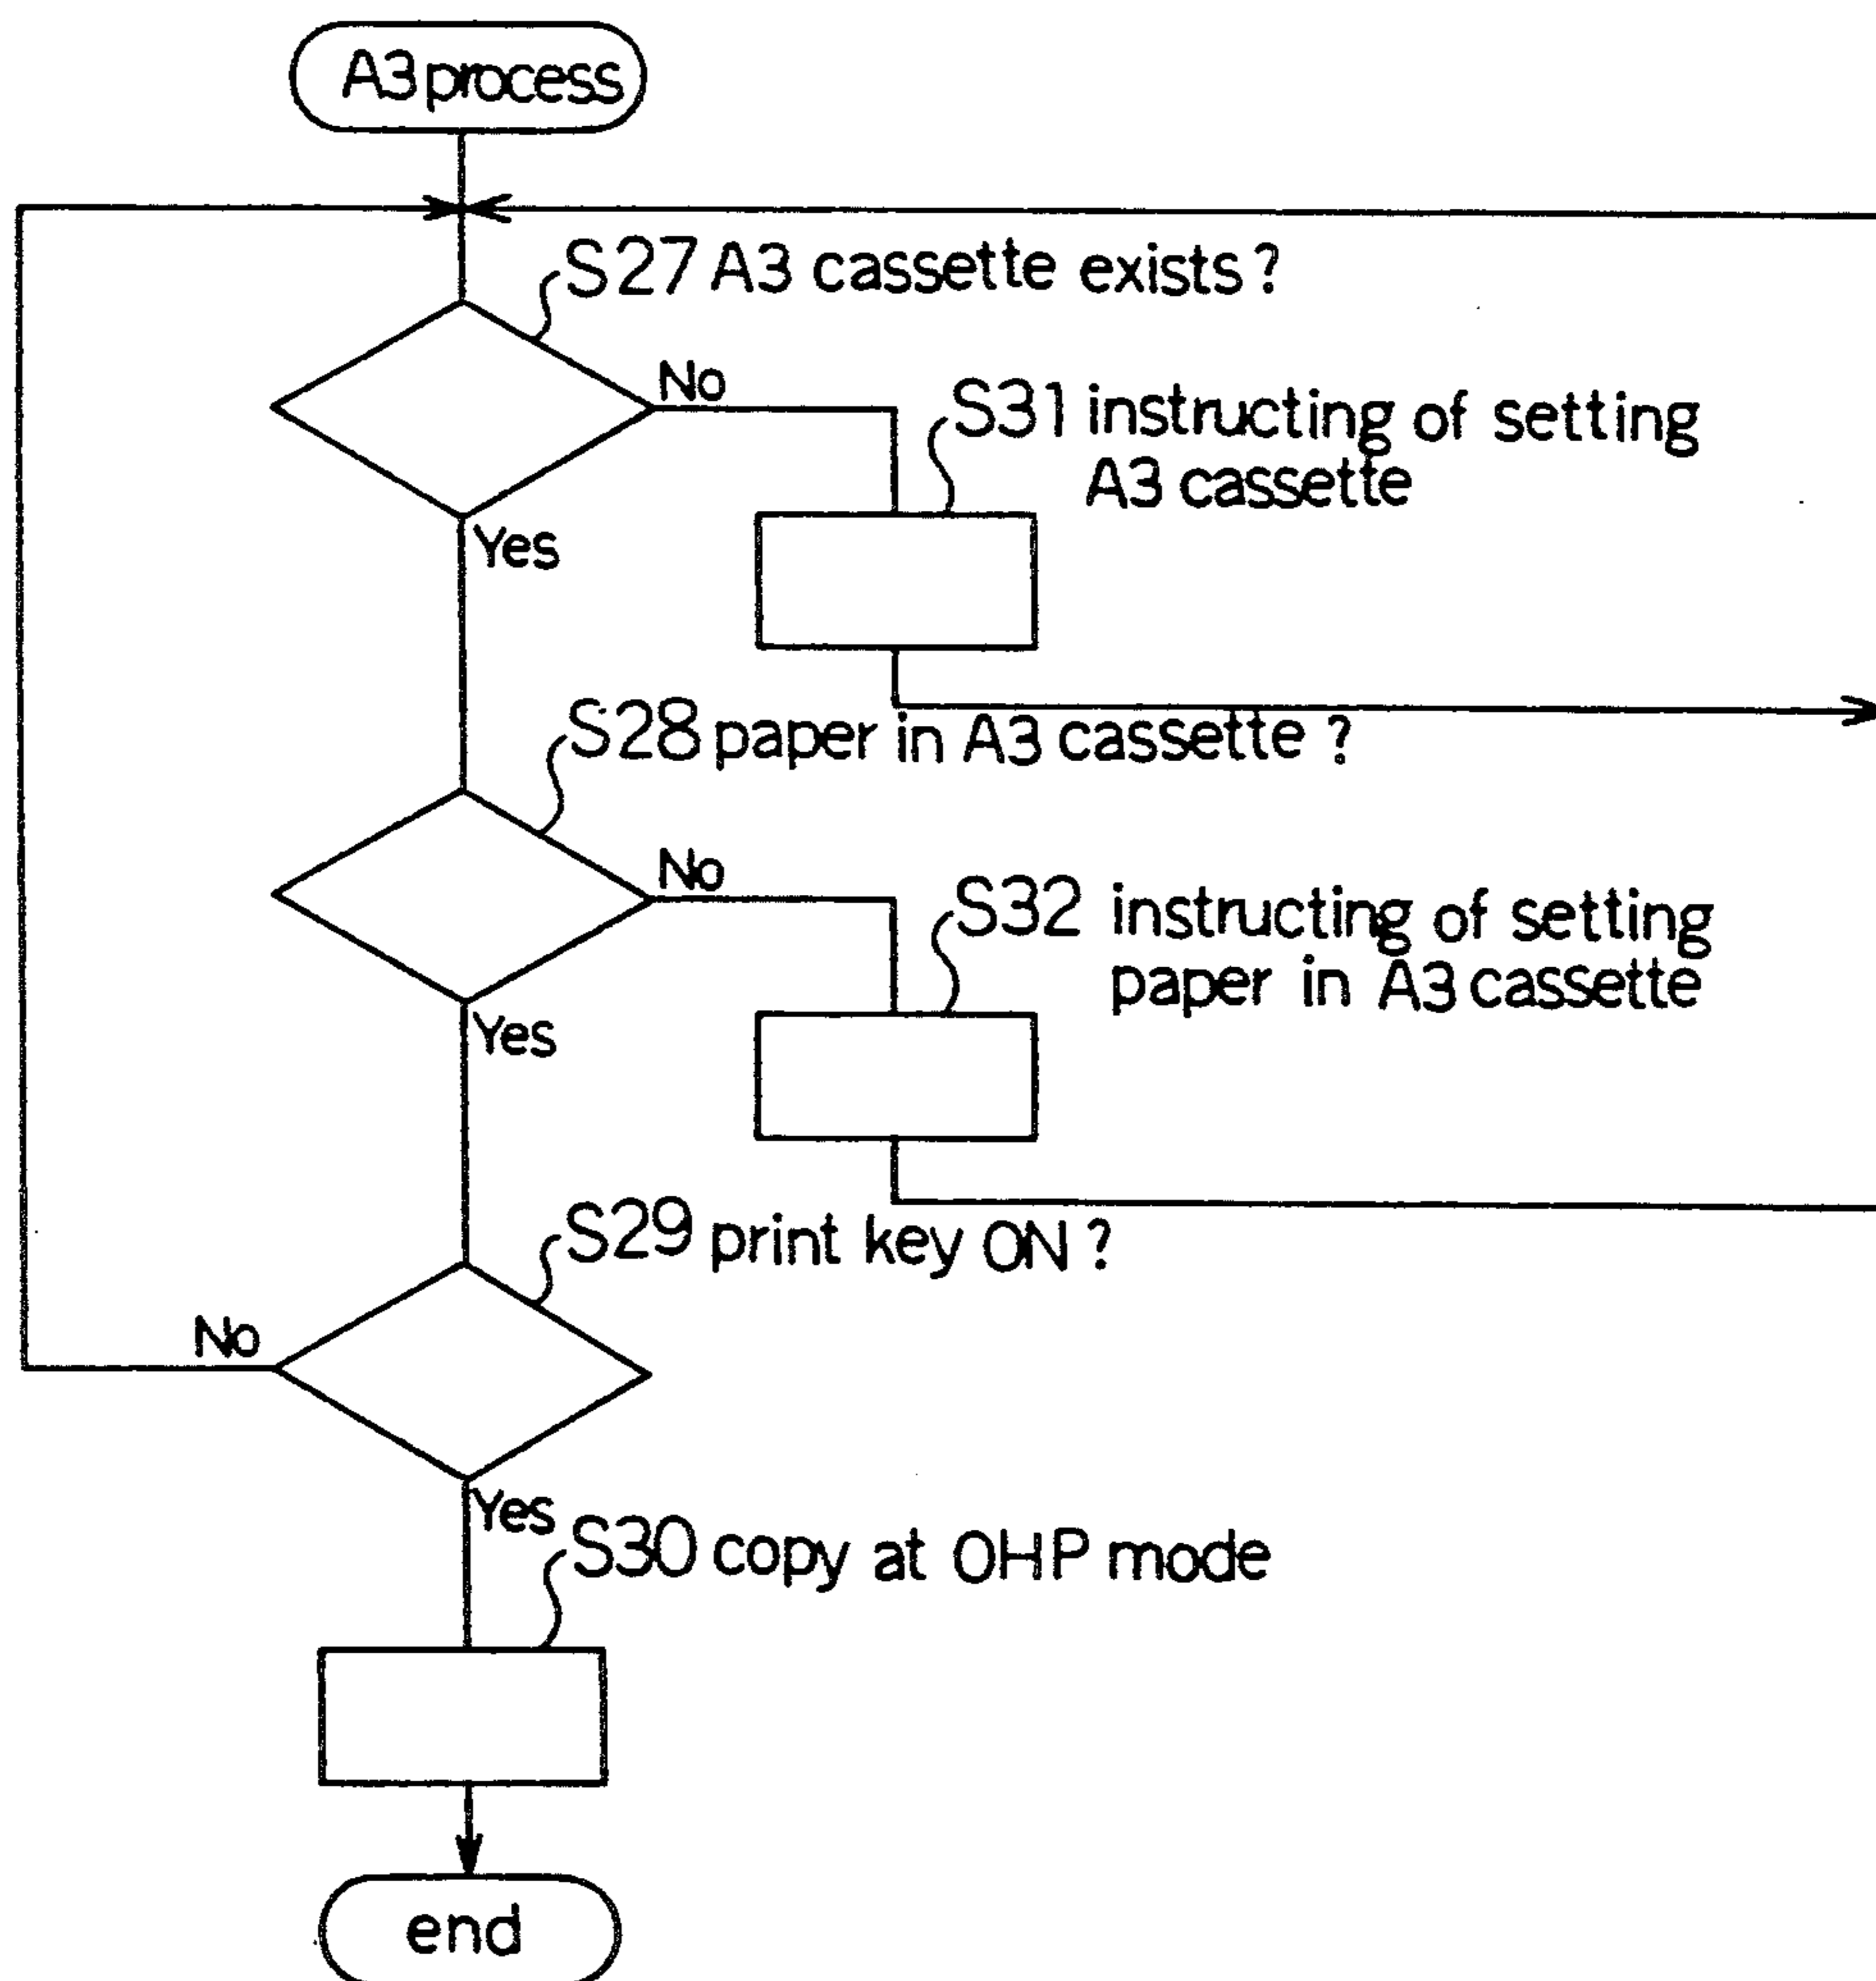 A3 process
S27 A3 cassette exists?
No
S31 instructing of setting
A3 cassette
Yes
S28 paper in A3 cassette ?
No
S32 instructing of setting
paper in A3 cassette
Yes
S29 print key ON ?
No
Yes
S30 copy at OHP mode
end